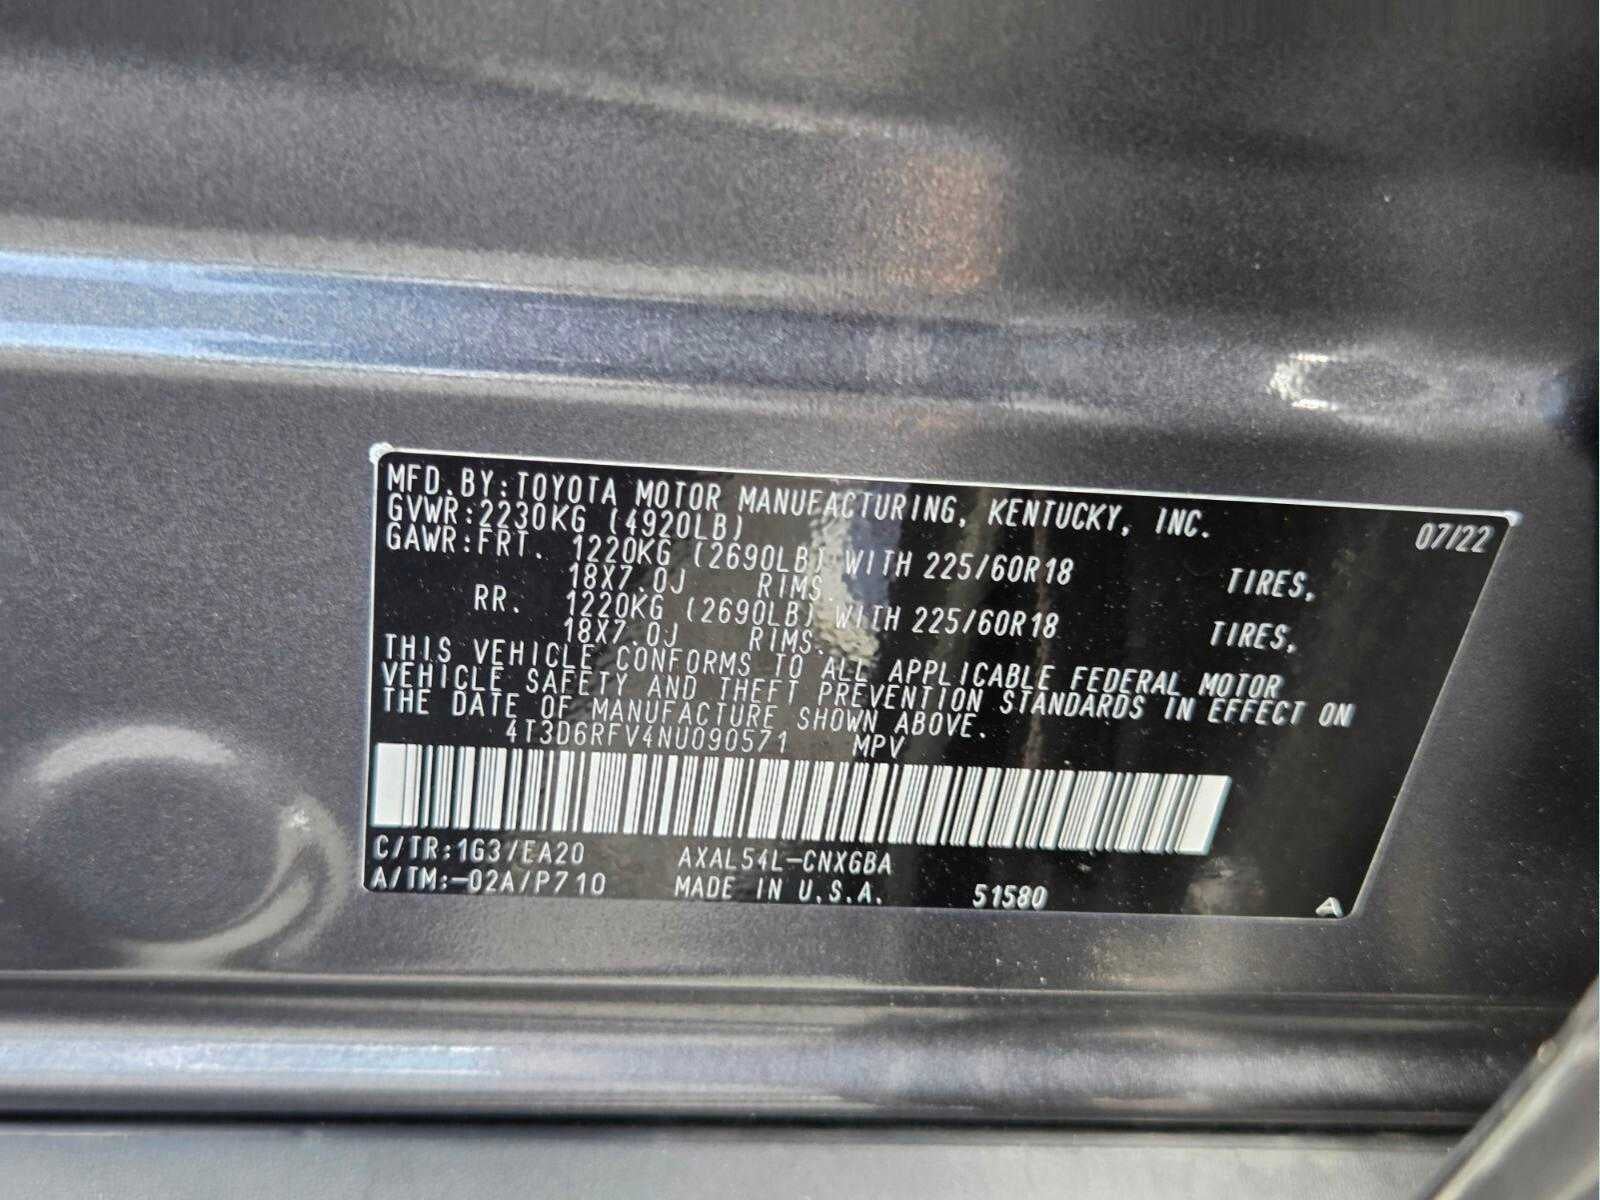 MFD. BY: TOYOTA MOTOR MANUFACTURING, KENTUCKY, INC. 07/22
GVWR: 2230KG (4920LB)
GAWR: FRT. 1220KG (2690LB) WITH 225/60R18 TIRES,
18X7.0J RIMS.
RR. 1220KG (2690LB) WITH 225/60R18 TIRES,
18X7.0J RIMS.
THIS VEHICLE CONFORMS TO ALL APPLICABLE FEDERAL MOTOR
VEHICLE SAFETY AND THEFT PREVENTION STANDARDS IN EFFECT ON
THE DATE OF MANUFACTURE SHOWN ABOVE.
4T3D6RFV4NU090571 MPV
C/TR: 1G3/EA20 AXAL54L-CNXGBA
A/TM: -02A/P710 MADE IN U.S.A. 51580 A